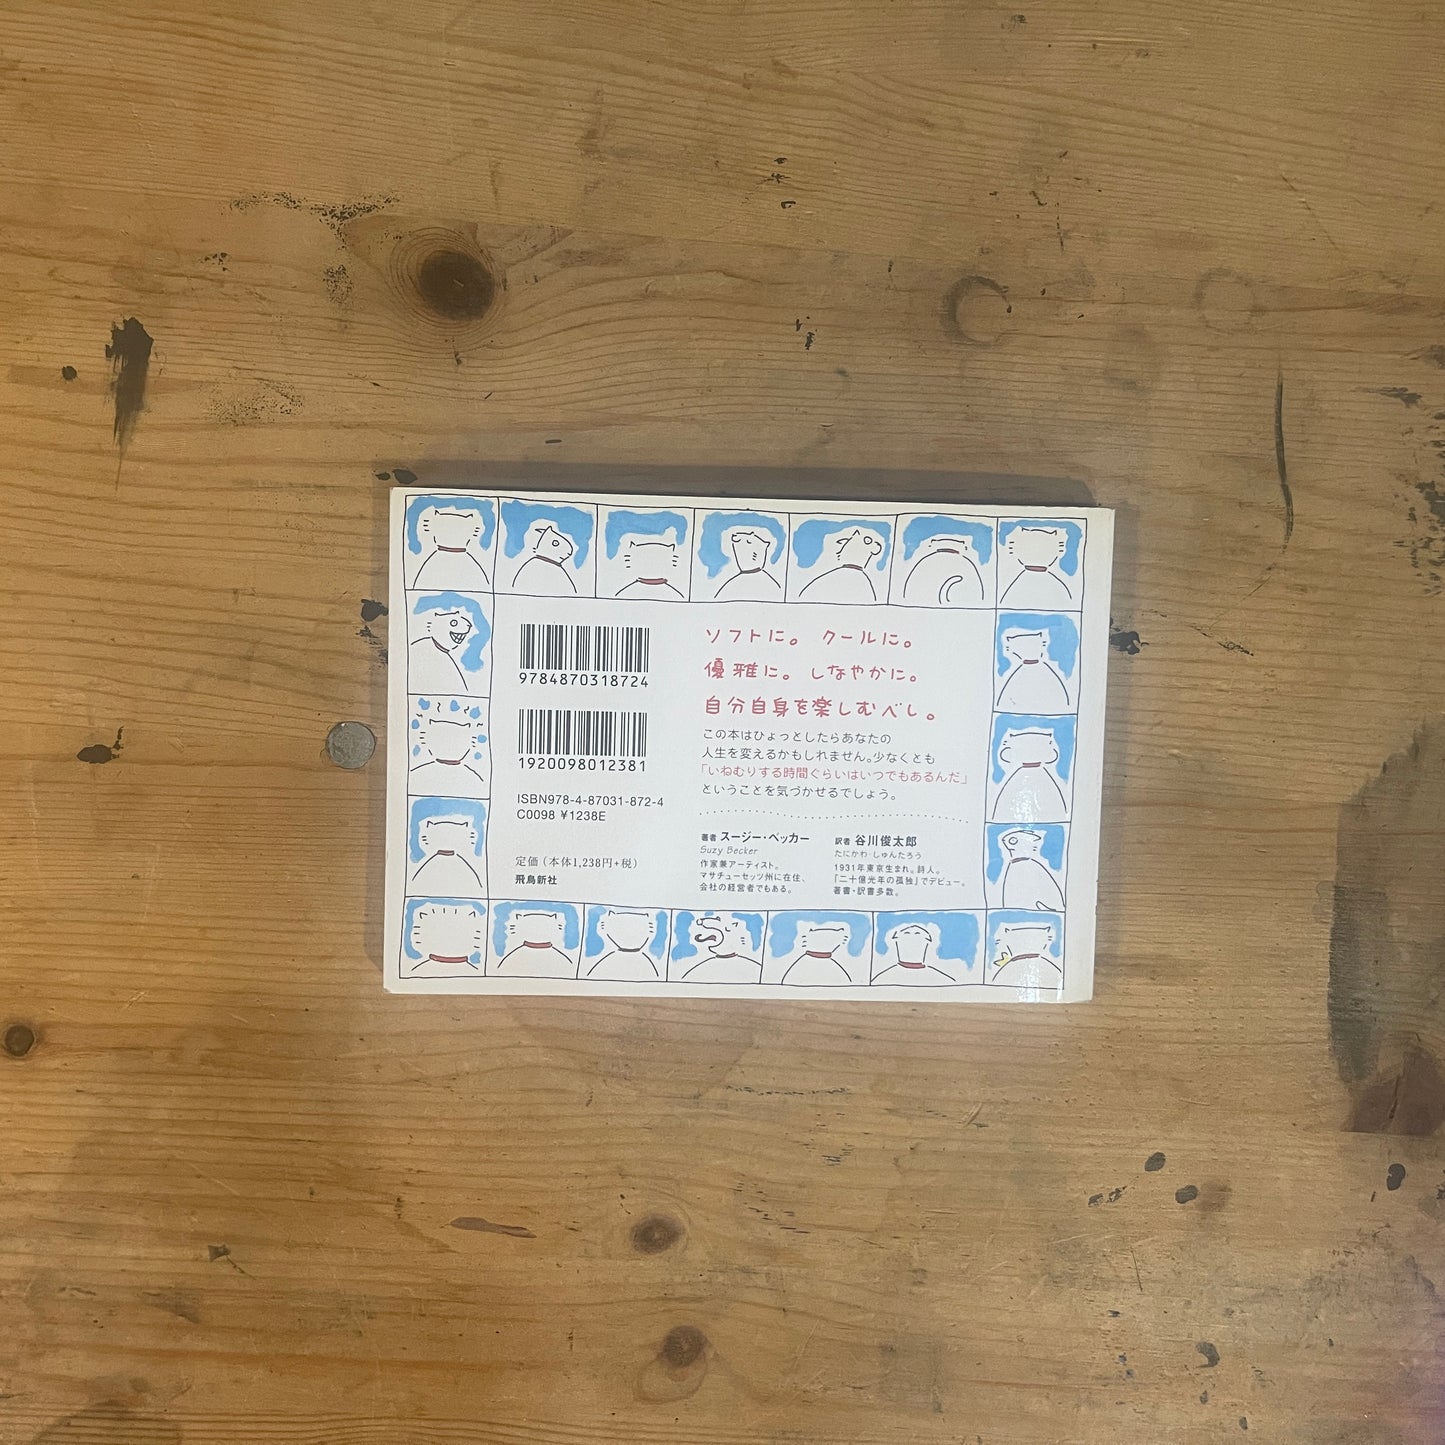 9784870318724
1920098012381
ISBN978-4-87031-872-4
C0098 ¥1238E
定価(本体1,238円+税)
飛鳥新社
ソフトに。 クールに。
優雅に。 しなやかに。
自分自身を楽しむべし。
この本はひょっとしたらあなたの
人生を変えるかもしれません。少なくとも
「いねむりする時間ぐらいはいつでもあるんだ」
ということを気づかせるでしょう。
著者 スージー・ベッカー
Suzy Becker
作家兼アーティスト。
マサチューセッツ州に在住、
会社の経営者でもある。
訳者 谷川俊太郎
たにかわ・しゅんたろう
1931年東京生まれ。詩人。
『二十億光年の孤独』でデビュー。
著書・訳書多数。